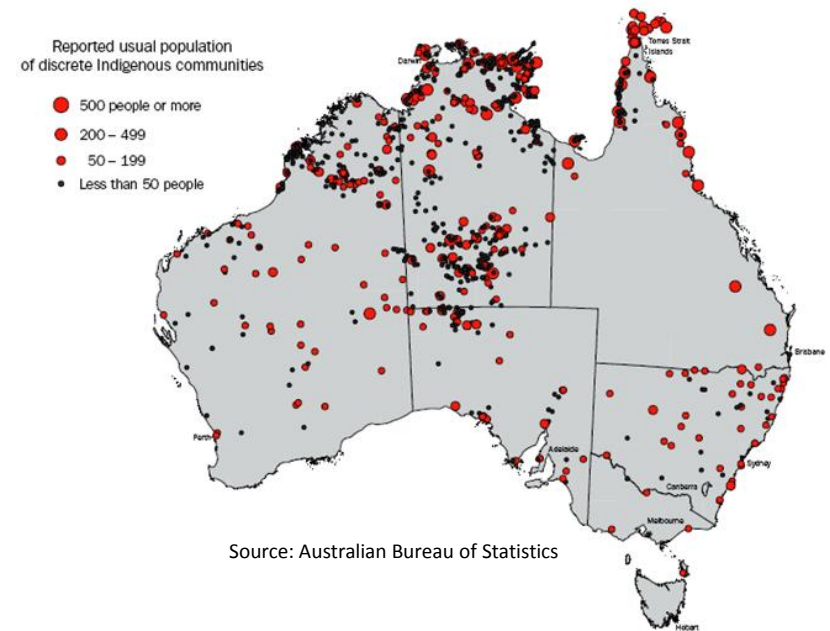 Reported usual population
of discrete Indigenous communities
500 people or more
200 – 499
50 – 199
Less than 50 people
Darwin
Torres Strait
Islands
Brisbane
Perth
Adelaide
Sydney
Canberra
Melbourne
Source: Australian Bureau of Statistics
Hobart